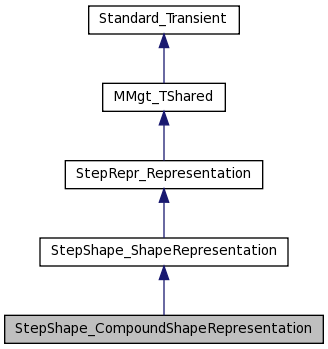 Standard_Transient
MMgt_TShared
StepRepr_Representation
StepShape_ShapeRepresentation
StepShape_CompoundShapeRepresentation